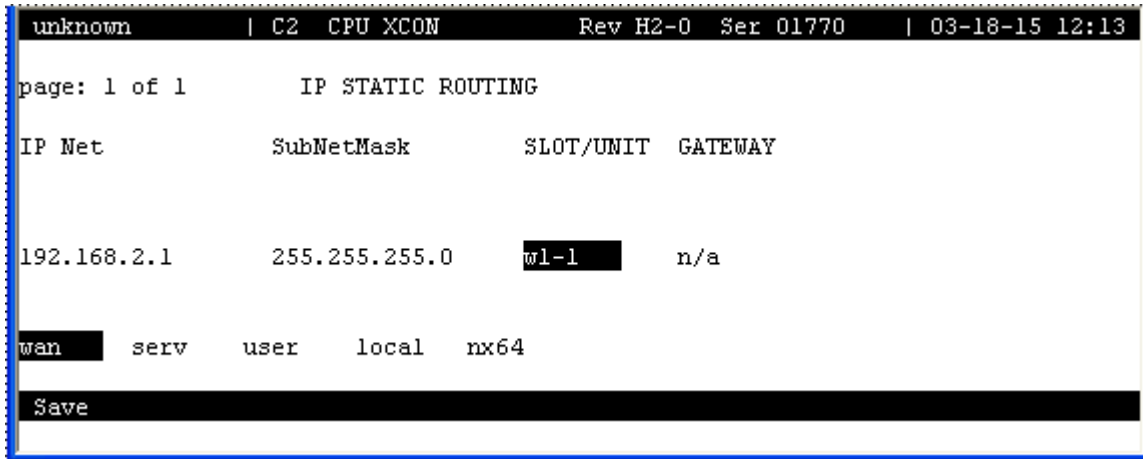 unknown | C2 CPU XCON Rev H2-0 Ser 01770 | 03-18-15 12:13
page: 1 of 1 IP STATIC ROUTING
IP Net SubNetMask SLOT/UNIT GATEWAY
192.168.2.1 255.255.255.0 w1-1 n/a
wan serv user local nx64
Save